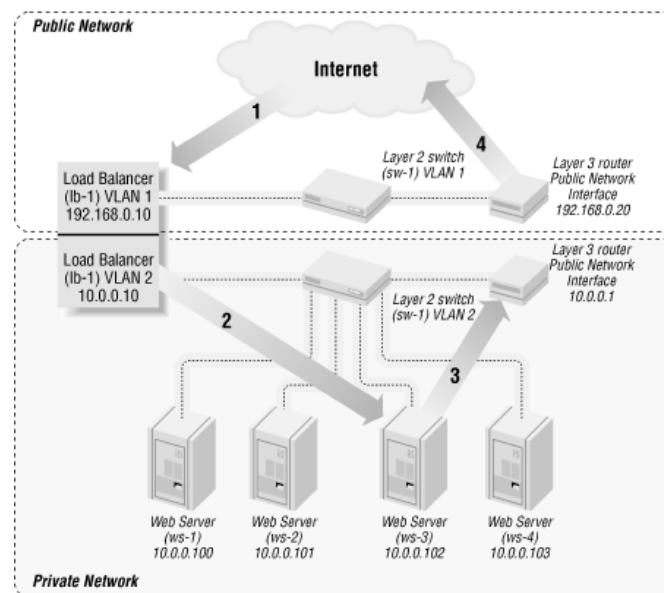 Public Network
Internet
1
4
Layer 2 switch
(sw-1) VLAN 1
Layer 3 router
Public Network
Interface
192.168.0.20
Load Balancer
(lb-1) VLAN 1
192.168.0.10
Load Balancer
(lb-1) VLAN 2
10.0.0.10
Layer 2 switch
(sw-1) VLAN 2
Layer 3 router
Public Network
Interface
10.0.0.1
2
3
Web Server
(ws-1)
10.0.0.100
Web Server
(ws-2)
10.0.0.101
Web Server
(ws-3)
10.0.0.102
Web Server
(ws-4)
10.0.0.103
Private Network